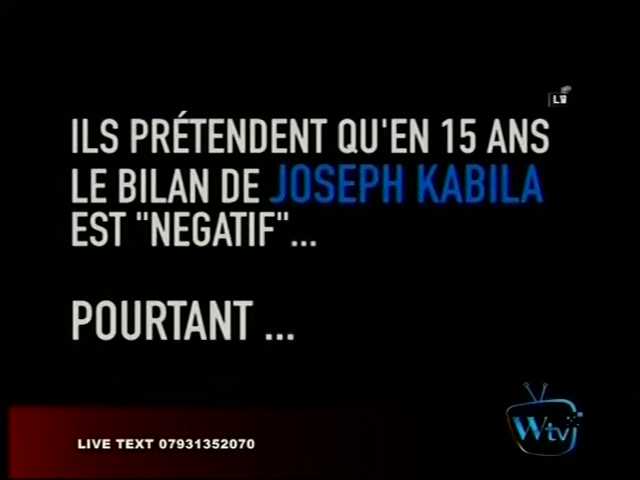 ILS PRÉTENDENT QU'EN 15 ANS
LE BILAN DE JOSEPH KABILA
EST "NEGATIF"...
POURTANT ...
LIVE TEXT 07931352070
Wtv